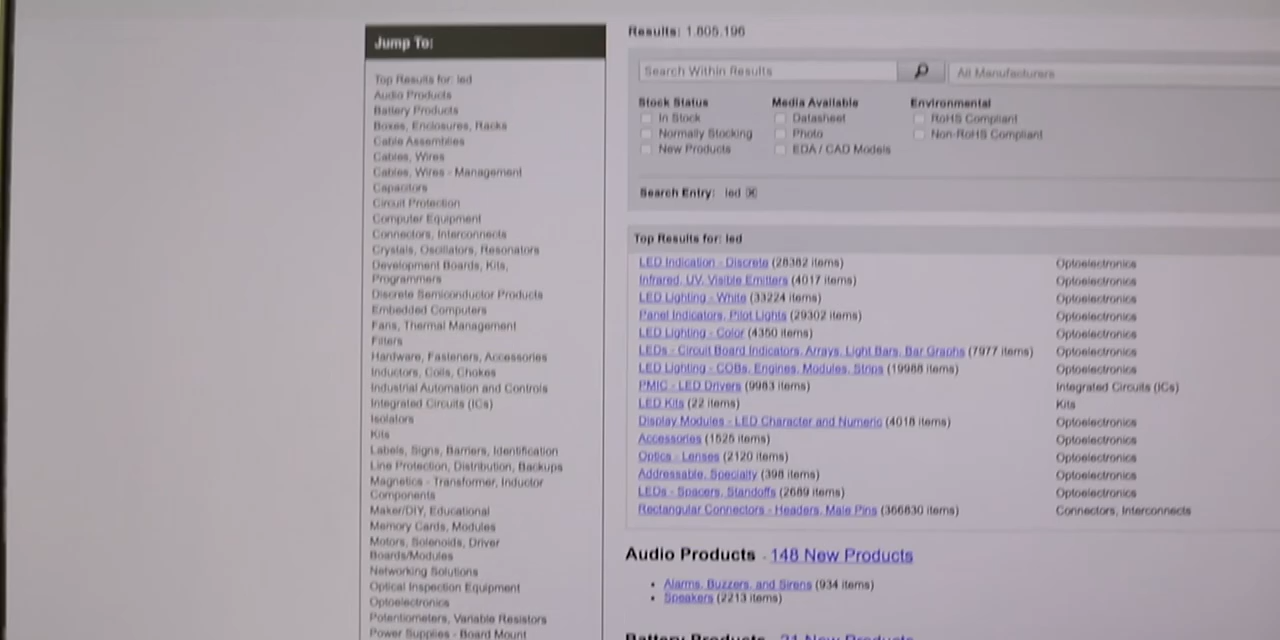 Jump To:
Top Results for: led
Audio Products
Battery Products
Boxes, Enclosures, Racks
Cable Assemblies
Cables, Wires
Cables, Wires - Management
Capacitors
Circuit Protection
Computer Equipment
Connectors, Interconnects
Crystals, Oscillators, Resonators
Development Boards, Kits,
Programmers
Discrete Semiconductor Products
Embedded Computers
Fans, Thermal Management
Filters
Hardware, Fasteners, Accessories
Inductors, Coils, Chokes
Industrial Automation and Controls
Integrated Circuits (ICs)
Isolators
Kits
Labels, Signs, Barriers, Identification
Line Protection, Distribution, Backups
Magnetics - Transformer, Inductor
Components
Maker/DIY, Educational
Memory Cards, Modules
Motors, Solenoids, Driver
Boards/Modules
Networking Solutions
Optical Inspection Equipment
Optoelectronics
Potentiometers, Variable Resistors
Power Supplies - Board Mount
Results: 1,805,196
Search Within Results
All Manufacturers
Stock Status Media Available Environmental
In Stock Datasheet RoHS Compliant
Normally Stocking Photo Non-RoHS Compliant
New Products EDA / CAD Models
Search Entry: led
Top Results for: led
LED Indication - Discrete (28382 items) Optoelectronics
Infrared, UV, Visible Emitters (4017 items) Optoelectronics
LED Lighting - White (33224 items) Optoelectronics
Panel Indicators, Pilot Lights (29302 items) Optoelectronics
LED Lighting - Color (4350 items) Optoelectronics
LEDs - Circuit Board Indicators, Arrays, Light Bars, Bar Graphs (7977 items) Optoelectronics
LED Lighting - COBs, Engines, Modules, Strips (19988 items) Optoelectronics
PMIC - LED Drivers (9983 items) Integrated Circuits (ICs)
LED Kits (22 items) Kits
Display Modules - LED Character and Numeric (4018 items) Optoelectronics
Accessories (1525 items) Optoelectronics
Optics - Lenses (2120 items) Optoelectronics
Addressable, Specialty (398 items) Optoelectronics
LEDs - Spacers, Standoffs (2689 items) Optoelectronics
Rectangular Connectors - Headers, Male Pins (366830 items) Connectors, Interconnects
Audio Products - 148 New Products
Alarms, Buzzers, and Sirens (934 items)
Speakers (2213 items)
Battery Products - 21 New Products